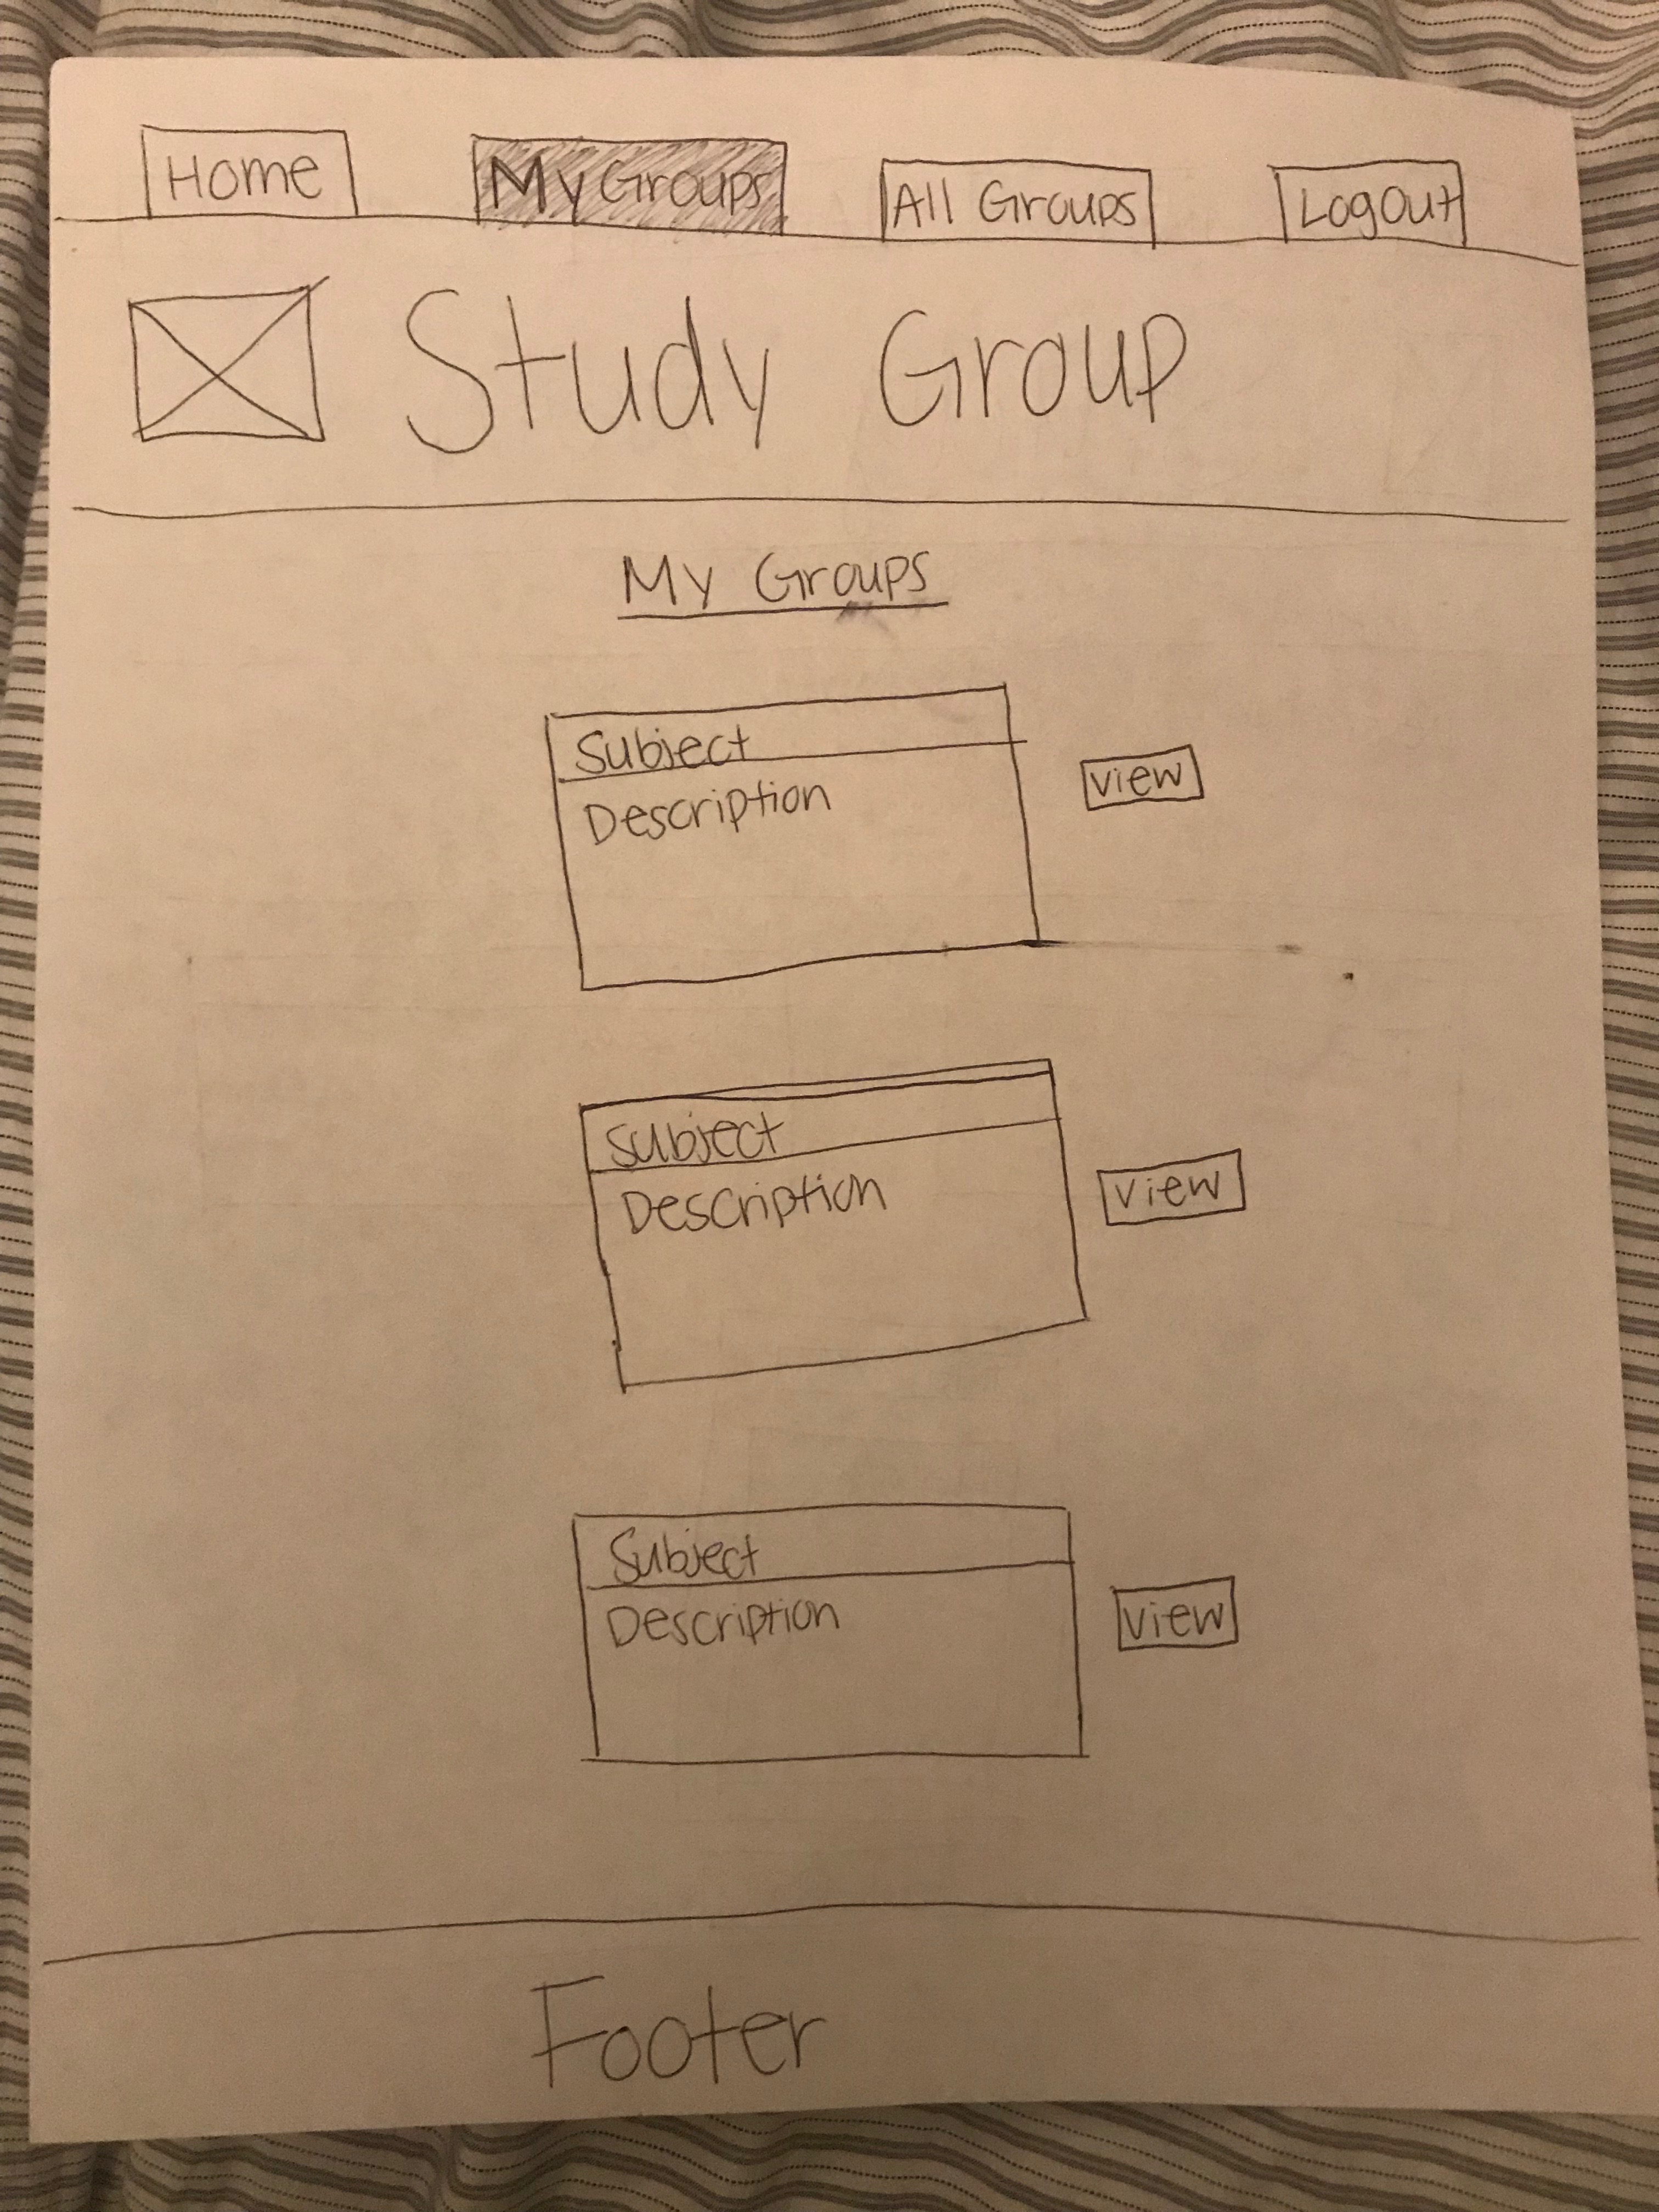 Home My Groups All Groups Logout
Study Group
My Groups
Subject
Description
view
Subject
Description
view
Subject
Description
view
Footer